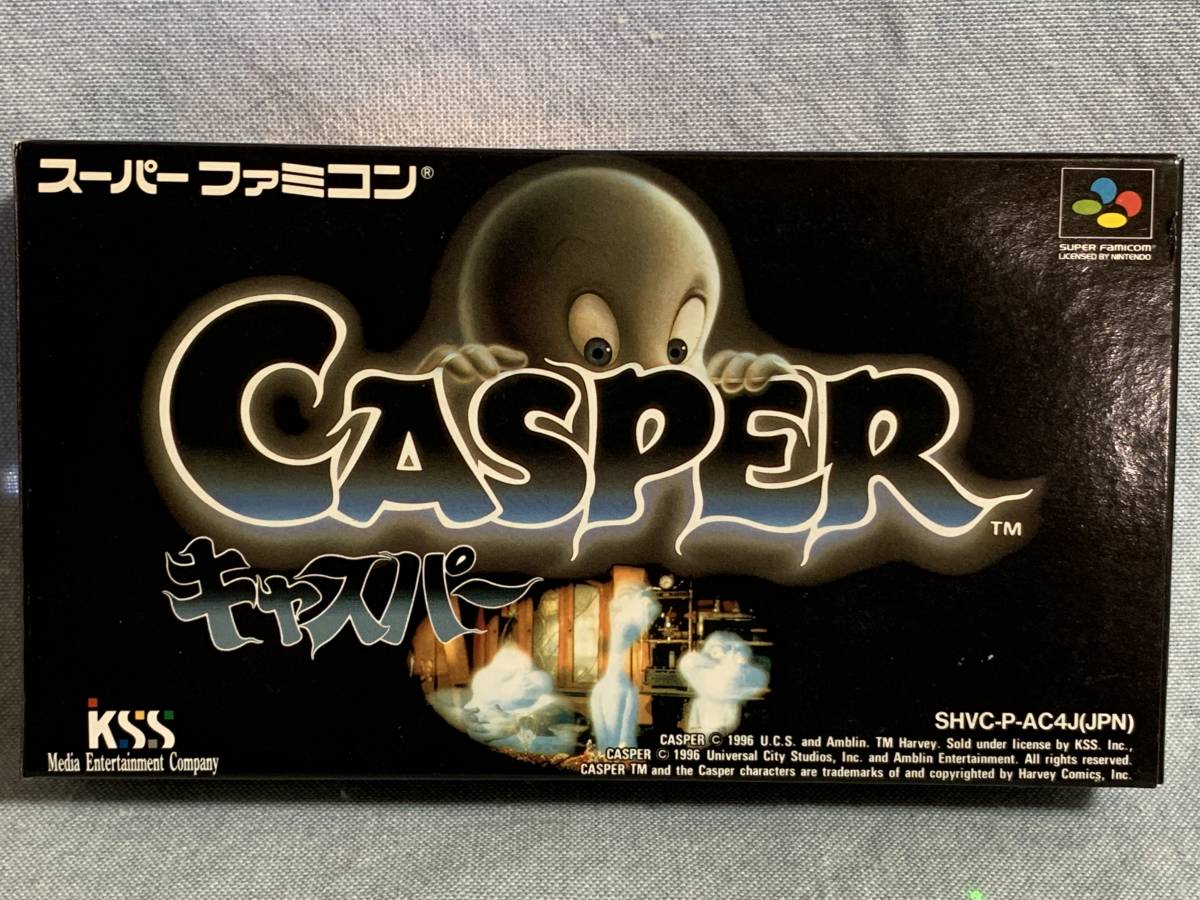 スーパーファミコン®
SUPER FAMICOM®
LICENSED BY NINTENDO
CASPER
TM
キャスパー
KSS
Media Entertainment Company
SHVC-P-AC4J(JPN)
CASPER © 1996 U.C.S. and Amblin. TM Harvey. Sold under license by KSS. Inc.,
CASPER © 1996 Universal City Studios, Inc. and Amblin Entertainment. All rights reserved.
CASPER TM and the Casper characters are trademarks of and copyrighted by Harvey Comics, Inc.